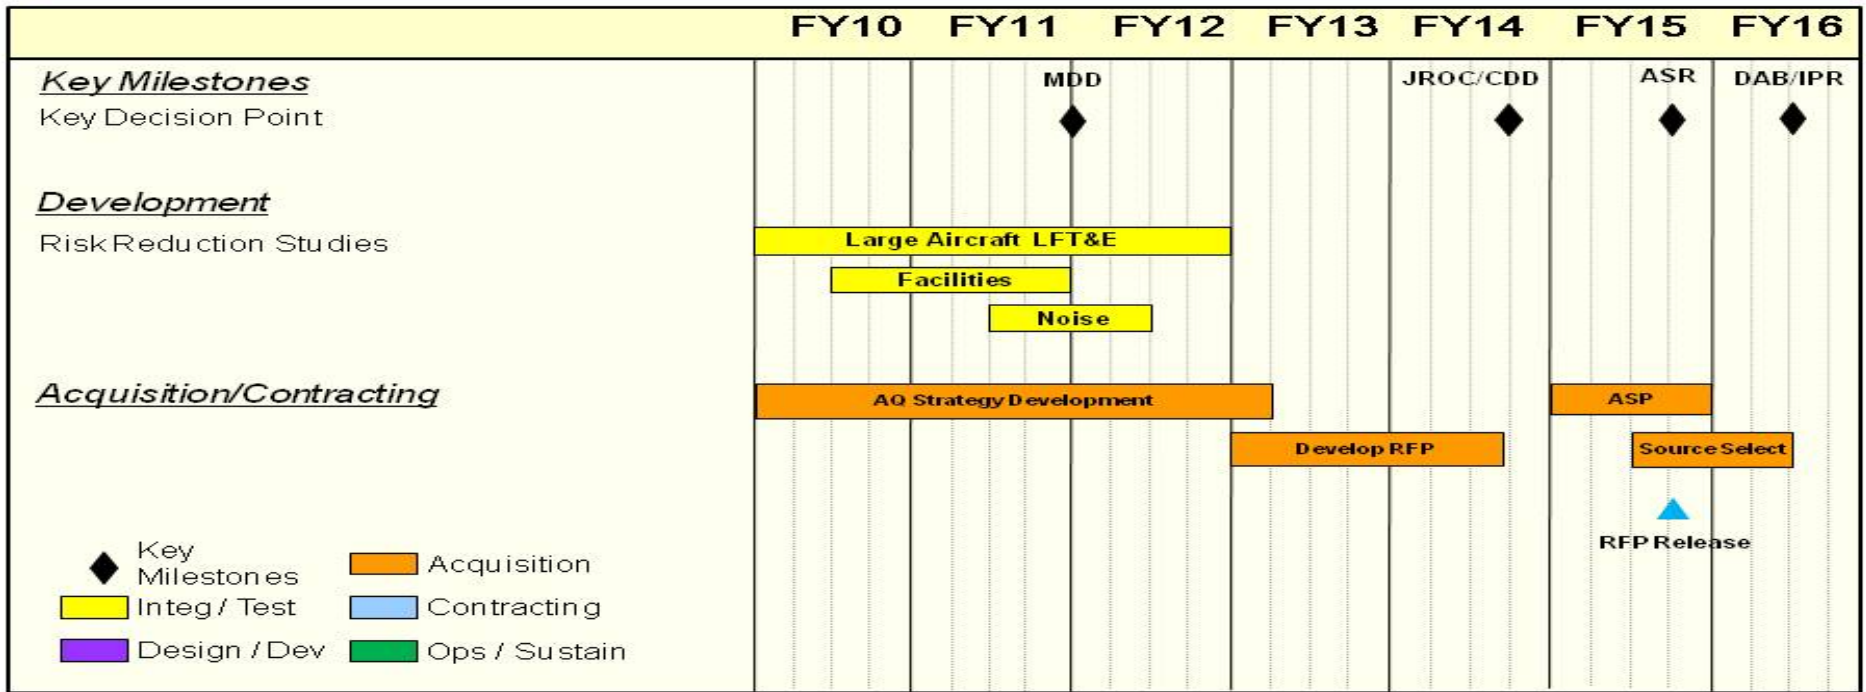 FY10 FY11 FY12 FY13 FY14 FY15 FY16
Key Milestones
MDD JROC/CDD ASR DAB/IPR
Key Decision Point
Development
Risk Reduction Studies
Large Aircraft LFT&E
Facilities
Noise
Acquisition/Contracting
AQ Strategy Development
ASP
Develop RFP
Source Select
RFP Release
Key
Milestones
Acquisition
Integ / Test
Contracting
Design / Dev
Ops / Sustain